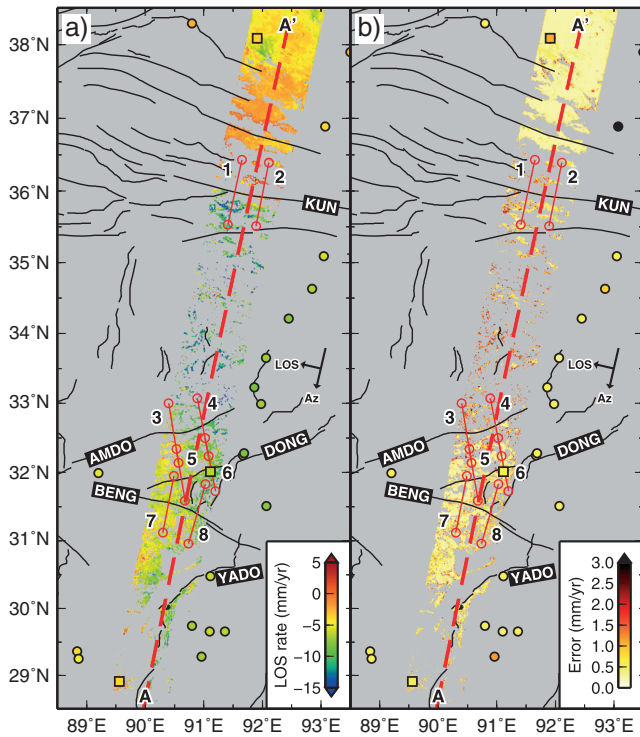 a)
A'
38°N
37°N
36°N
35°N
34°N
33°N
32°N
31°N
30°N
29°N
1
2
KUN
LOS
Az
3
4
AMDO
DONG
5
6
BENG
7
8
YADO
A
5
0
−5
−10
−15
LOS rate (mm/yr)
89°E 90°E 91°E 92°E 93°E
b)
A'
1
2
KUN
LOS
Az
3
4
AMDO
DONG
5
6
BENG
7
8
YADO
A
3.0
2.5
2.0
1.5
1.0
0.5
0.0
Error (mm/yr)
89°E 90°E 91°E 92°E 93°E